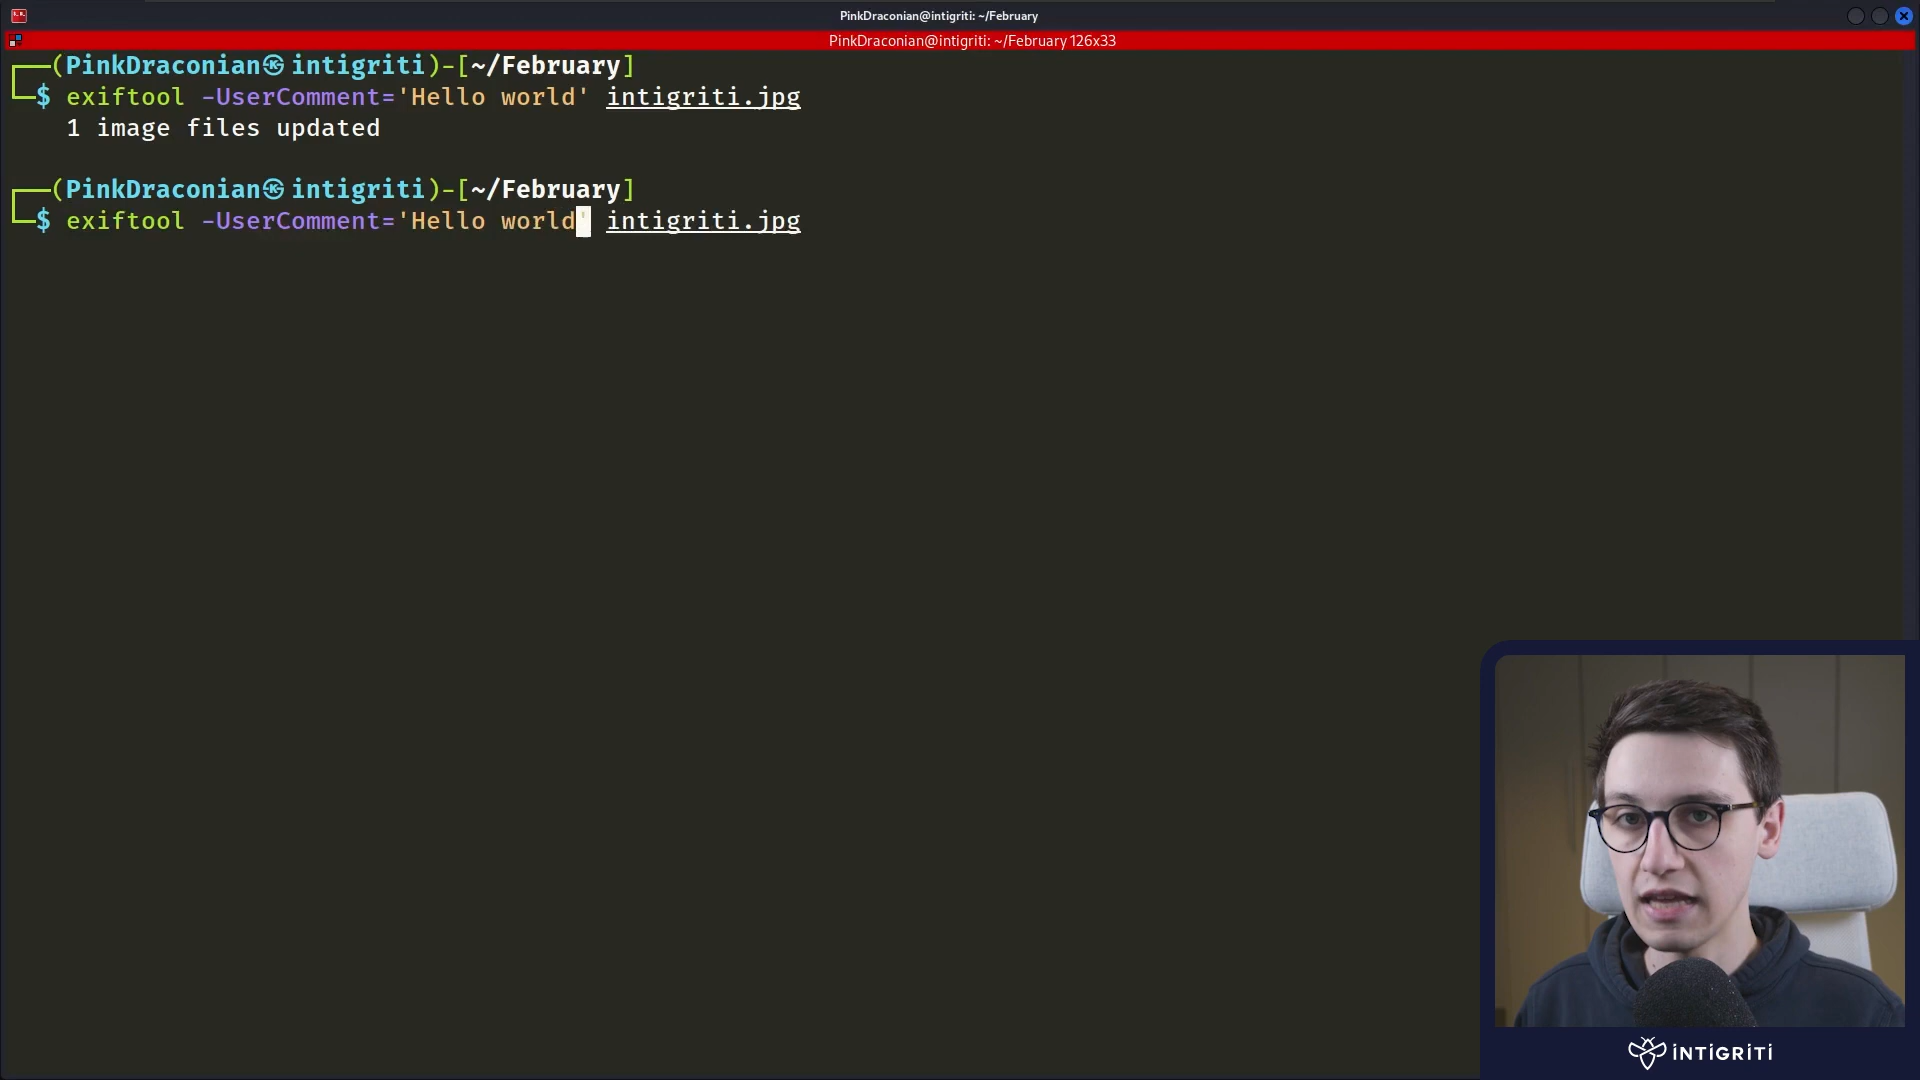 PinkDraconian@intigriti: ~/February
PinkDraconian@intigriti: ~/February 126x33
┌──(PinkDraconian㉿intigriti)-[~/February]
└─$ exiftool -UserComment='Hello world' intigriti.jpg
1 image files updated
┌──(PinkDraconian㉿intigriti)-[~/February]
└─$ exiftool -UserComment='Hello world' intigriti.jpg
INTIGRITI